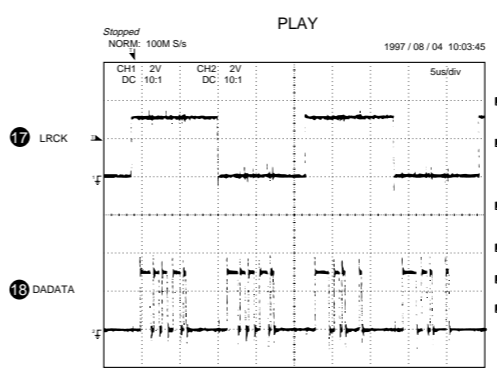 PLAY
Stopped
NORM: 100M S/s
1997 / 08 / 04 10:03:45
CH1 2V CH2 2V 5us/div
DC 10:1 DC 10:1
17 LRCK
18 DADATA